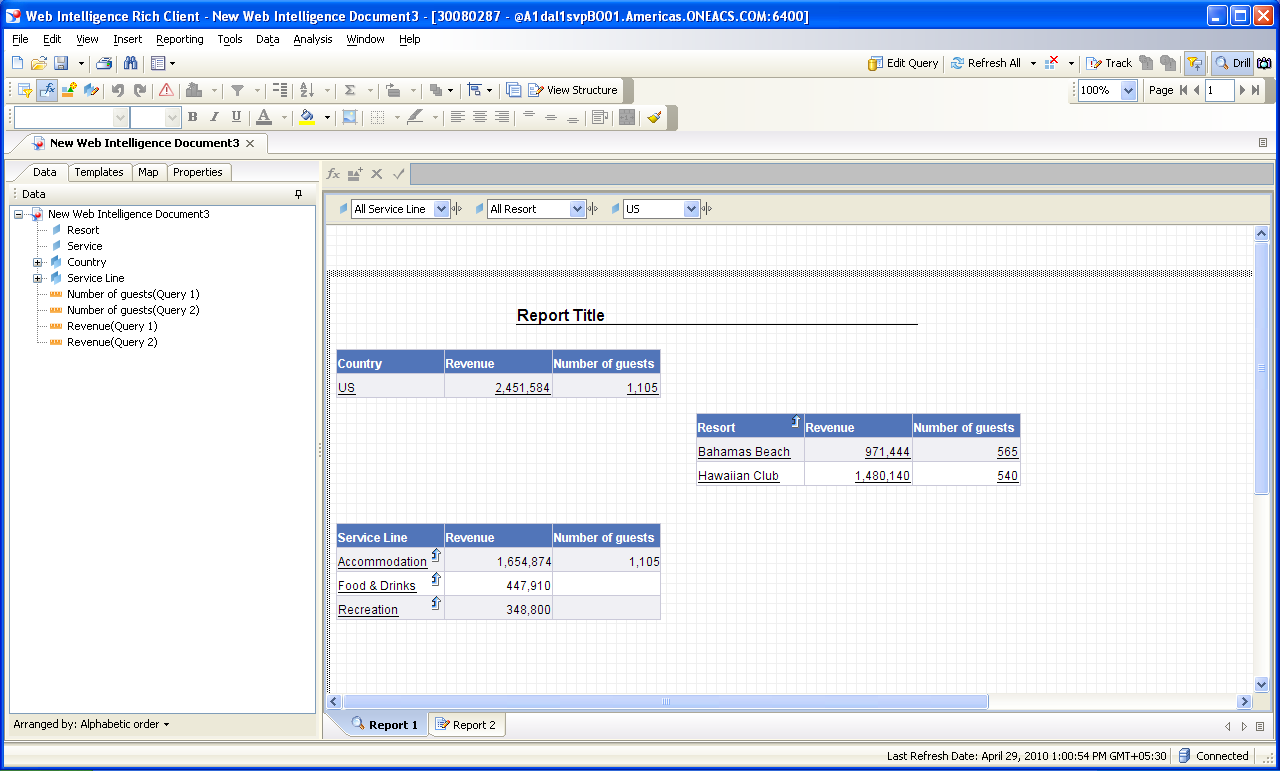 Web Intelligence Rich Client - New Web Intelligence Document3 - [30080287 - @A1dal1svpBO01.Americas.ONEACS.COM:6400]
File Edit View Insert Reporting Tools Data Analysis Window Help
Edit Query Refresh All Track Drill
View Structure 100% Page 1
B I U A
New Web Intelligence Document3
Data Templates Map Properties
Data
All Service Line All Resort US
New Web Intelligence Document3
Resort
Service
Country
Service Line
Number of guests(Query 1)
Number of guests(Query 2)
Revenue(Query 1)
Revenue(Query 2)
Report Title
Country Revenue Number of guests
US 2,451,584 1,105
Resort Revenue Number of guests
Bahamas Beach 971,444 565
Hawaiian Club 1,480,140 540
Service Line Revenue Number of guests
Accommodation 1,654,874 1,105
Food & Drinks 447,910
Recreation 348,800
Arranged by: Alphabetic order
Report 1 Report 2
Last Refresh Date: April 29, 2010 1:00:54 PM GMT+05:30 Connected